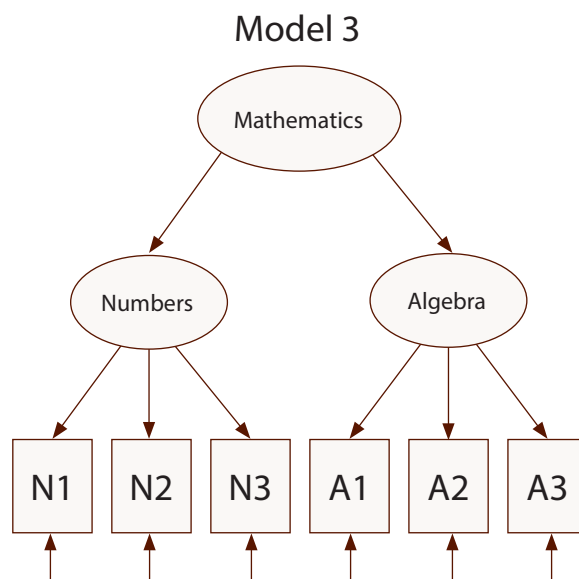 Model 3
Mathematics
Numbers
Algebra
N1
N2
N3
A1
A2
A3